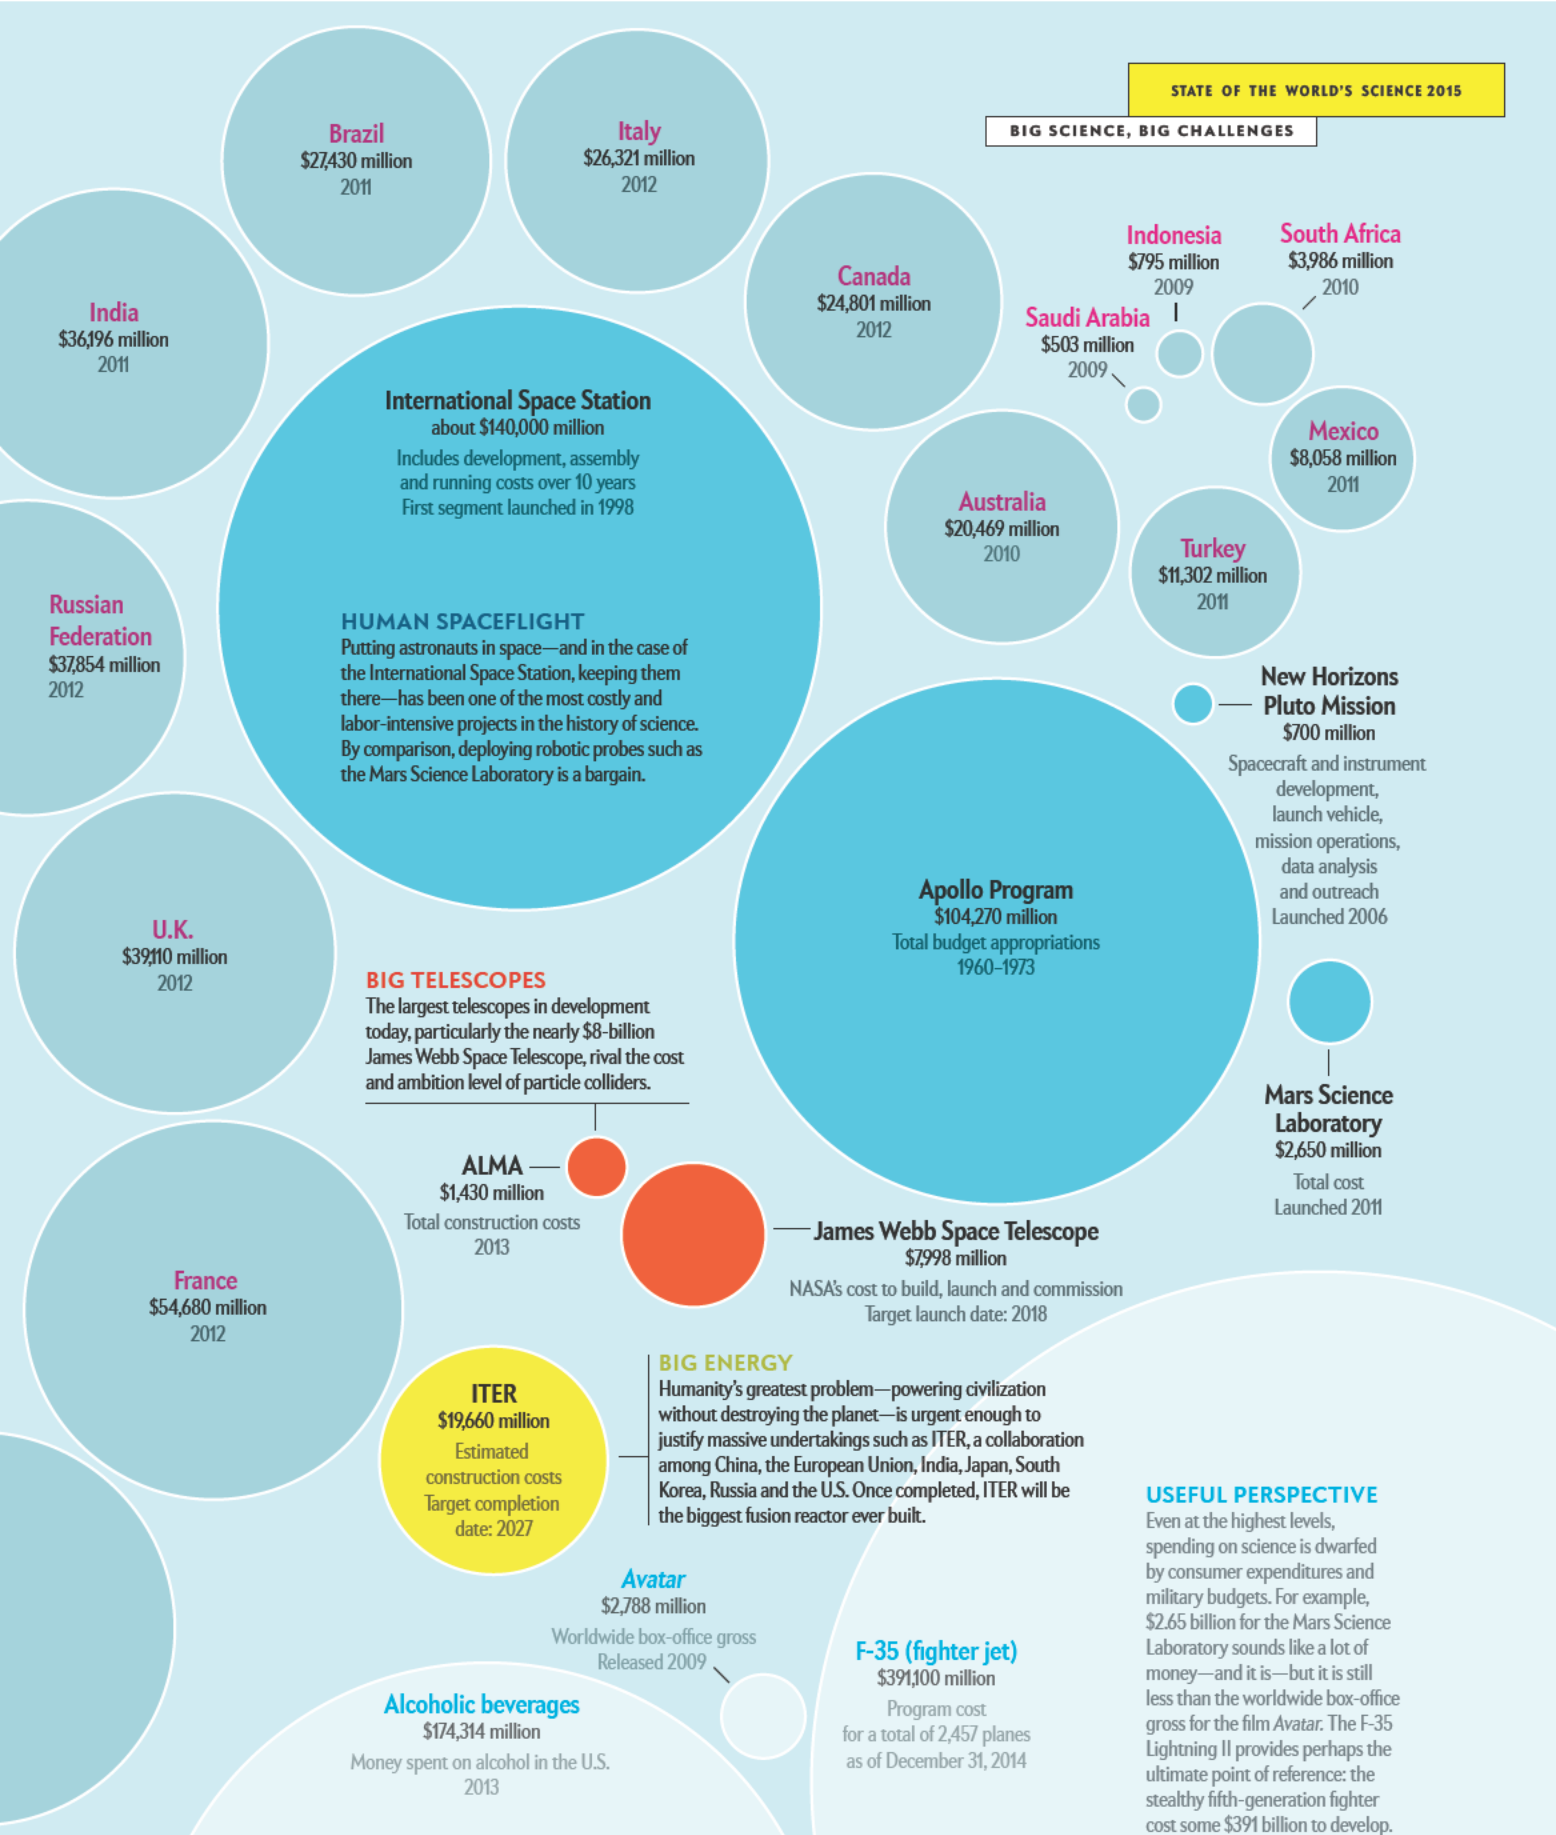 STATE OF THE WORLD'S SCIENCE 2015
BIG SCIENCE, BIG CHALLENGES
Brazil
$27,430 million
2011
Italy
$26,321 million
2012
India
$36,196 million
2011
Canada
$24,801 million
2012
Indonesia
$795 million
2009
South Africa
$3,986 million
2010
Saudi Arabia
$503 million
2009
Mexico
$8,058 million
2011
Australia
$20,469 million
2010
Turkey
$11,302 million
2011
International Space Station
about $140,000 million
Includes development, assembly
and running costs over 10 years
First segment launched in 1998
HUMAN SPACEFLIGHT
Putting astronauts in space—and in the case of
the International Space Station, keeping them
there—has been one of the most costly and
labor-intensive projects in the history of science.
By comparison, deploying robotic probes such as
the Mars Science Laboratory is a bargain.
Russian
Federation
$37,854 million
2012
New Horizons
Pluto Mission
$700 million
Spacecraft and instrument
development,
launch vehicle,
mission operations,
data analysis
and outreach
Launched 2006
Apollo Program
$104,270 million
Total budget appropriations
1960–1973
U.K.
$39,110 million
2012
BIG TELESCOPES
The largest telescopes in development
today, particularly the nearly $8-billion
James Webb Space Telescope, rival the cost
and ambition level of particle colliders.
Mars Science
Laboratory
$2,650 million
Total cost
Launched 2011
ALMA
$1,430 million
Total construction costs
2013
James Webb Space Telescope
$7,998 million
NASA's cost to build, launch and commission
Target launch date: 2018
France
$54,680 million
2012
ITER
$19,660 million
Estimated
construction costs
Target completion
date: 2027
BIG ENERGY
Humanity's greatest problem—powering civilization
without destroying the planet—is urgent enough to
justify massive undertakings such as ITER, a collaboration
among China, the European Union, India, Japan, South
Korea, Russia and the U.S. Once completed, ITER will be
the biggest fusion reactor ever built.
Avatar
$2,788 million
Worldwide box-office gross
Released 2009
Alcoholic beverages
$174,314 million
Money spent on alcohol in the U.S.
2013
F-35 (fighter jet)
$391,100 million
Program cost
for a total of 2,457 planes
as of December 31, 2014
USEFUL PERSPECTIVE
Even at the highest levels,
spending on science is dwarfed
by consumer expenditures and
military budgets. For example,
$2.65 billion for the Mars Science
Laboratory sounds like a lot of
money—and it is—but it is still
less than the worldwide box-office
gross for the film Avatar. The F-35
Lightning II provides perhaps the
ultimate point of reference: the
stealthy fifth-generation fighter
cost some $391 billion to develop.